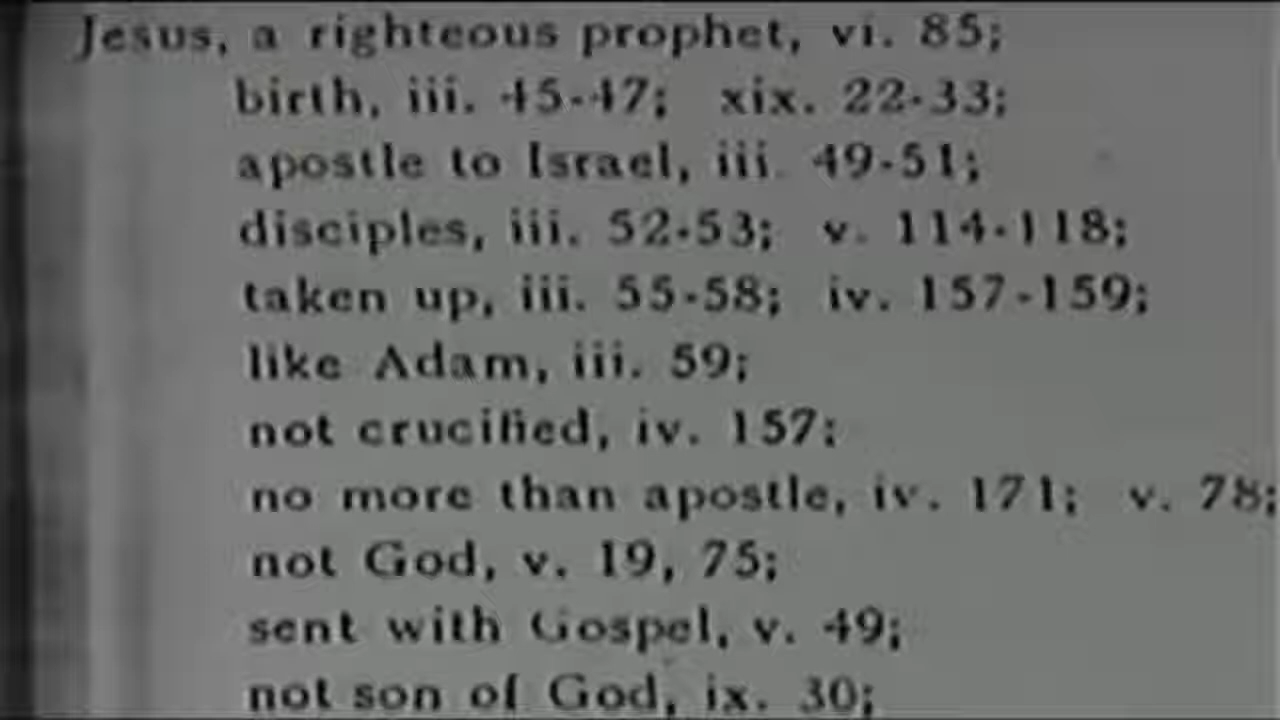 Jesus, a righteous prophet, vi. 85;
birth, iii. 45-47; xix. 22-33;
apostle to Israel, iii. 49-51;
disciples, iii. 52-53; v. 114-118;
taken up, iii. 55-58; iv. 157-159;
like Adam, iii. 59;
not crucified, iv. 157;
no more than apostle, iv. 171; v. 78;
not God, v. 19, 75;
sent with Gospel, v. 49;
not son of God, ix. 30;